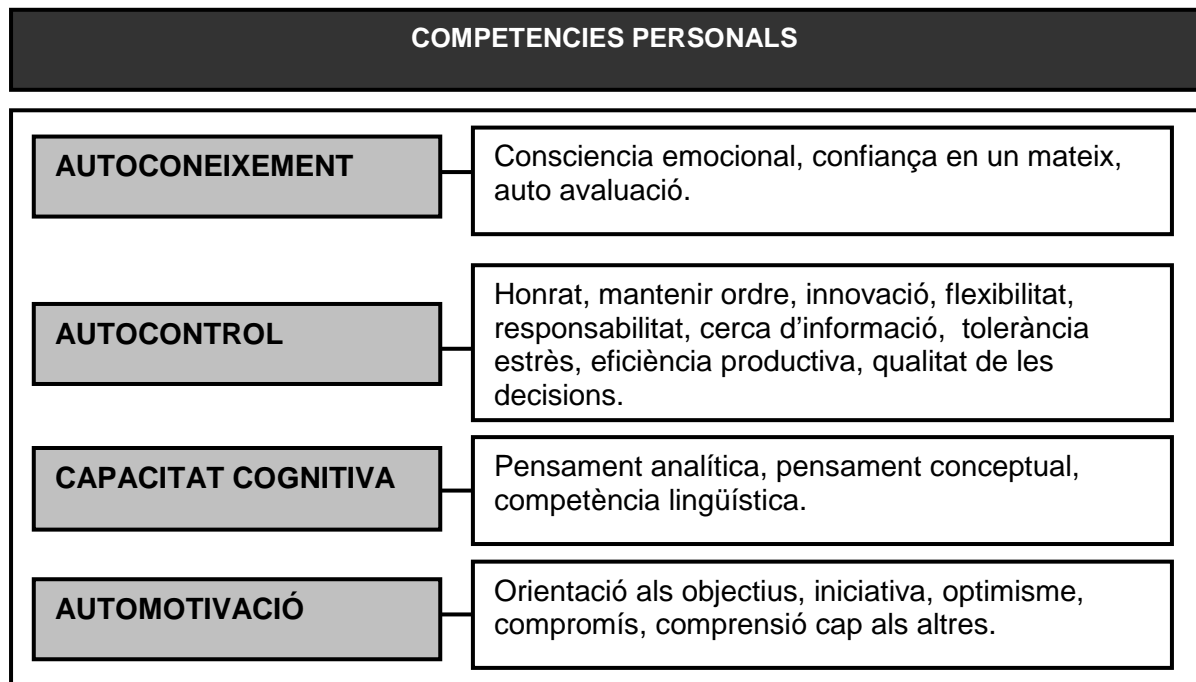 COMPETENCIES PERSONALS
AUTOCONEIXEMENT
Consciencia emocional, confiança en un mateix,
auto avaluació.
AUTOCONTROL
Honrat, mantenir ordre, innovació, flexibilitat,
responsabilitat, cerca d’informació, tolerància
estrès, eficiència productiva, qualitat de les
decisions.
CAPACITAT COGNITIVA
Pensament analítica, pensament conceptual,
competència lingüística.
AUTOMOTIVACIÓ
Orientació als objectius, iniciativa, optimisme,
compromís, comprensió cap als altres.